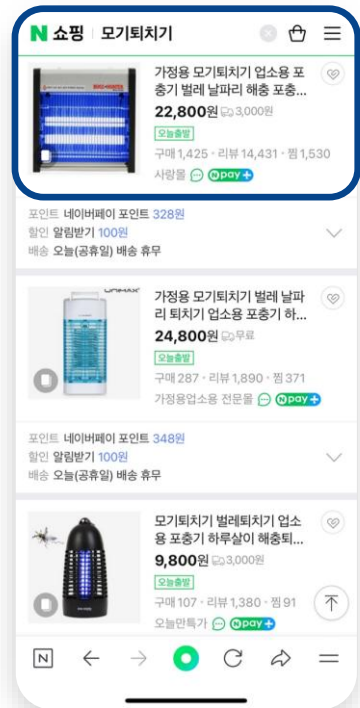 N 쇼핑 모기퇴치기
가정용 모기퇴치기 업소용 포
충기 벌레 날파리 해충 포충...
22,800원 3,000원
오늘출발
구매 1,425 · 리뷰 14,431 · 찜 1,530
사랑몰 N pay +
포인트 네이버페이 포인트 328원
할인 알림받기 100원
배송 오늘(공휴일) 배송 휴무
UNIMAX
가정용 모기퇴치기 벌레 날파
리 퇴치기 업소용 포충기 하...
24,800원 무료
오늘출발
구매 287 · 리뷰 1,890 · 찜 371
가정용업소용 전문몰 N pay +
포인트 네이버페이 포인트 348원
할인 알림받기 100원
배송 오늘(공휴일) 배송 휴무
모기퇴치기 벌레퇴치기 업소
용 포충기 하루살이 해충퇴...
9,800원 3,000원
오늘출발
구매 107 · 리뷰 1,380 · 찜 91
오늘만특가 N pay +
N